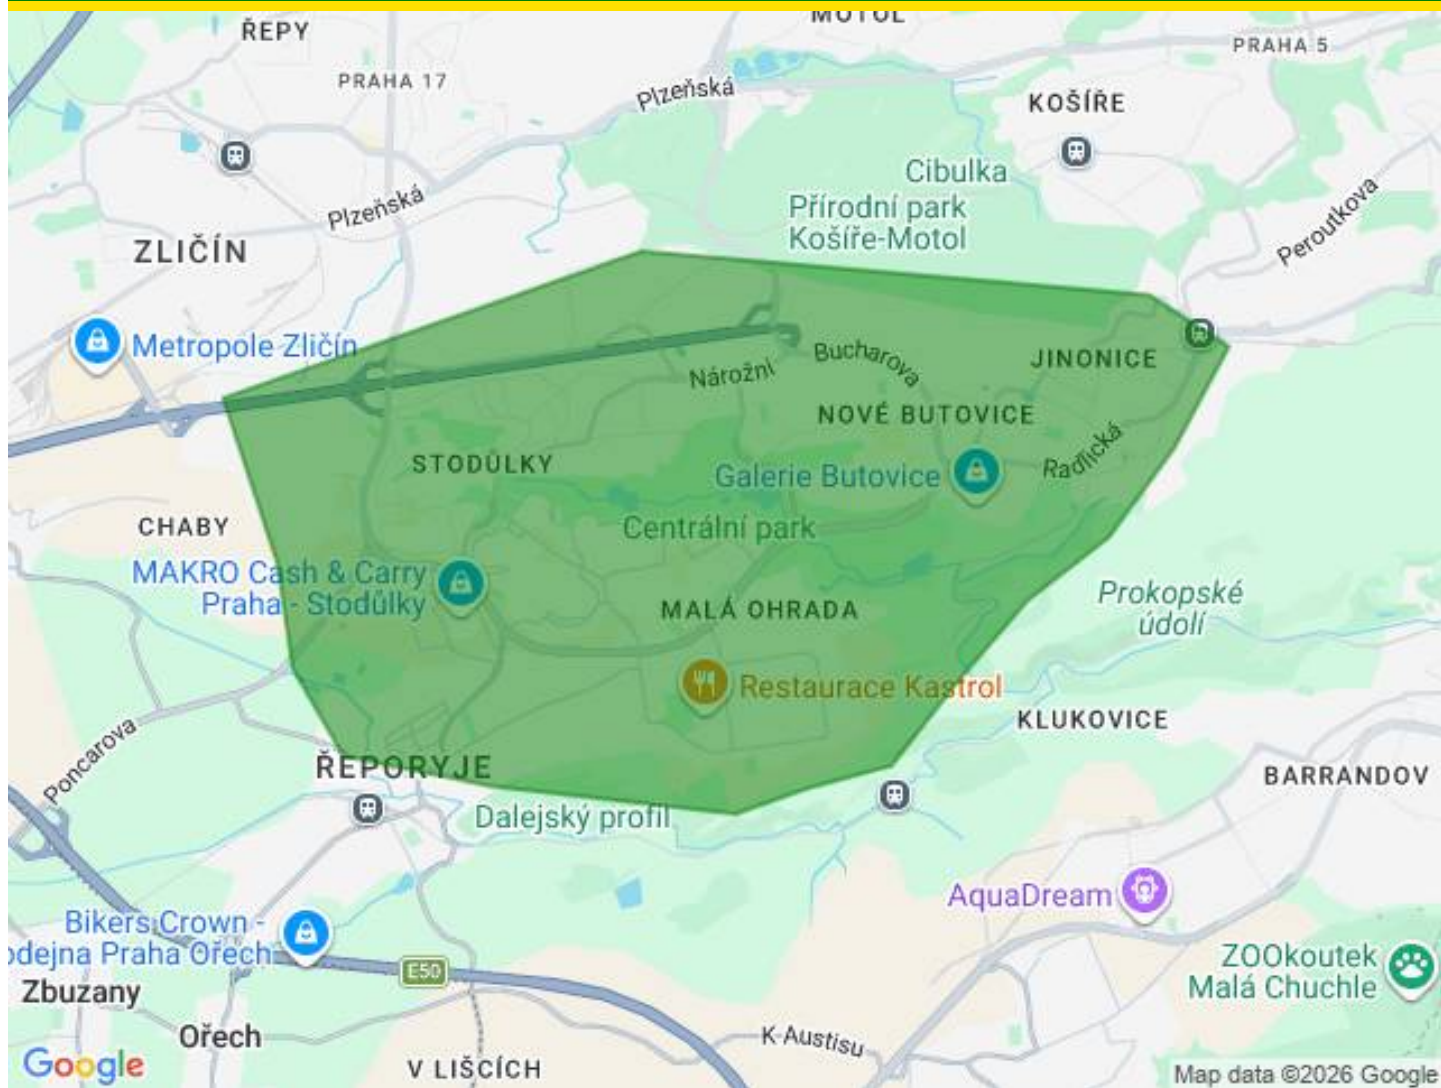 MOTOL
ŘEPY
PRAHA 5
PRAHA 17
Plzeňská
KOŠÍŘE
Cibulka
Plzeňská
Přírodní park
Košíře-Motol
Peroutkova
ZLIČÍN
Metropole Zličín
Bucharova
JINONICE
Nárožní
NOVÉ BUTOVICE
STODŮLKY
Radlická
Galerie Butovice
CHABY
Centrální park
MAKRO Cash & Carry
Praha - Stodůlky
MALÁ OHRADA
Prokopské
údolí
Restaurace Kastrol
KLUKOVICE
Poncarova
ŘEPORYJE
BARRANDOV
Dalejský profil
AquaDream
Bikers Crown -
odejna Praha Ořech
ZOOkoutek
Malá Chuchle
E50
Zbuzany
Ořech
K Austisu
V LIŠCÍCH
Google
Map data ©2026 Google